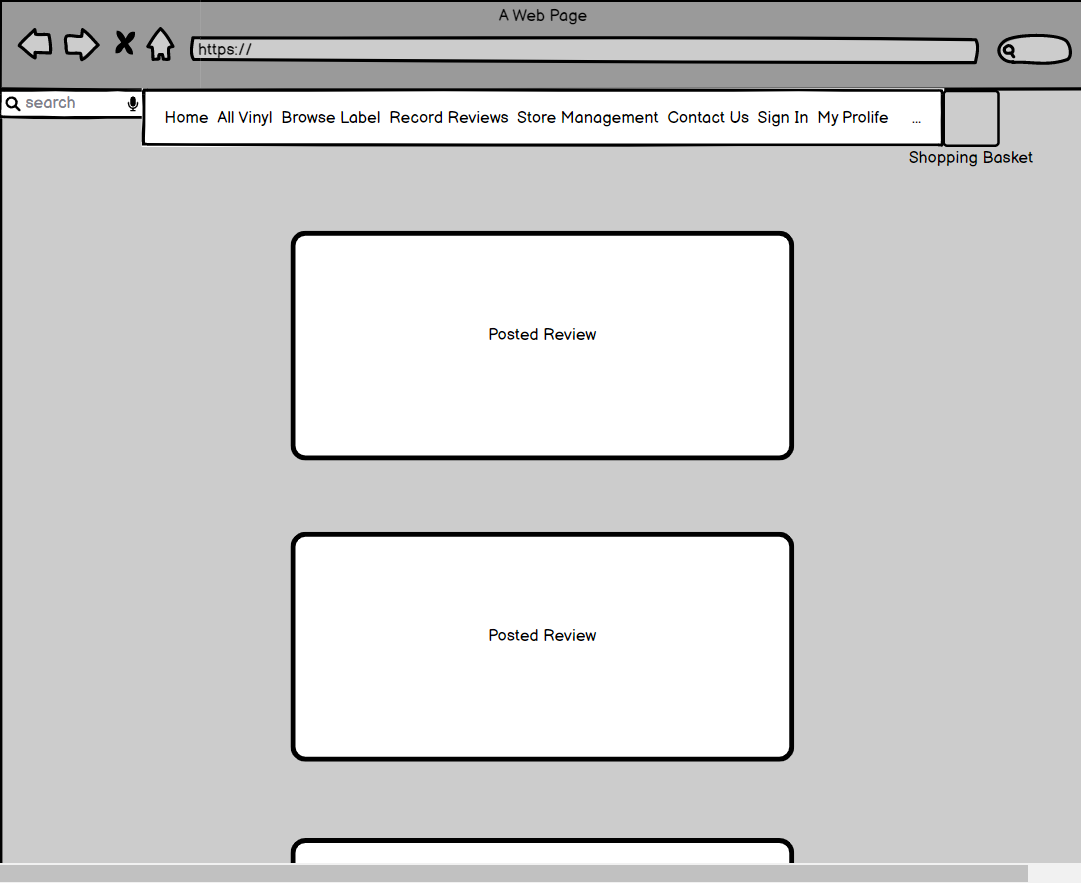 A Web Page
https://
search
Home All Vinyl Browse Label Record Reviews Store Management Contact Us Sign In My Prolife ...
Shopping Basket
Posted Review
Posted Review